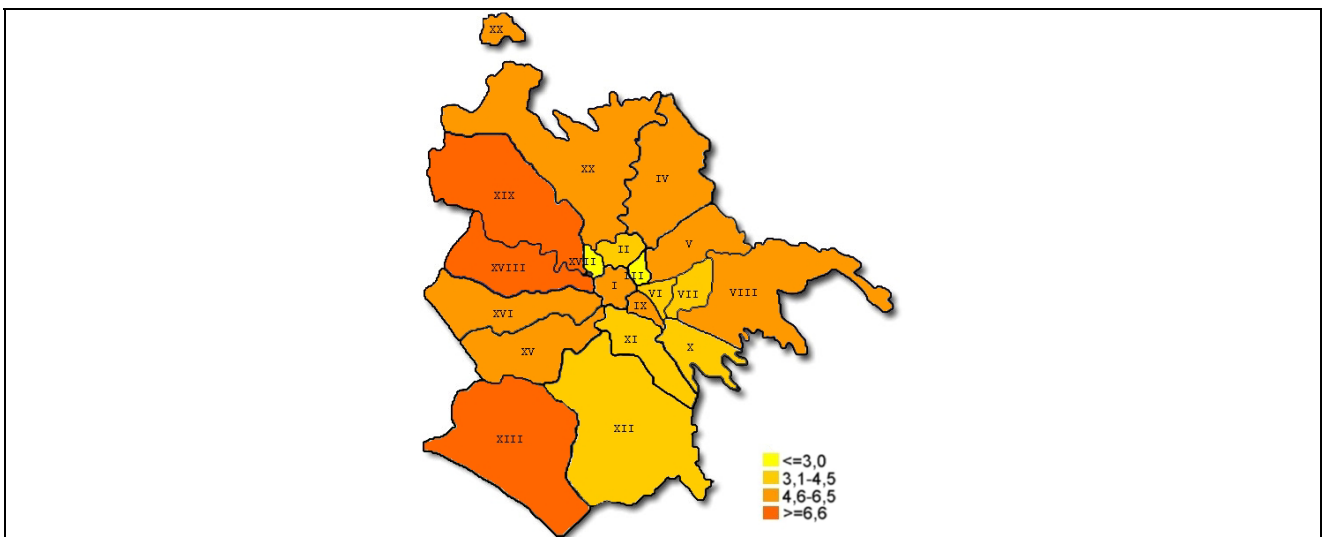 XX
XX
IV
XIX
II
V
XVII
XVIII
III
I
VI
VII
VIII
IX
XVI
XI
X
XV
XII
XIII
<=3,0
3,1-4,5
4,6-6,5
>=6,6